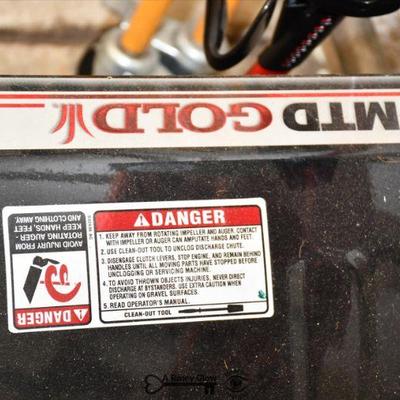 MTD GOLD
DANGER
1. KEEP AWAY FROM ROTATING IMPELLER AND AUGER. CONTACT
WITH IMPELLER OR AUGER CAN AMPUTATE HANDS AND FEET.
2. USE CLEAN-OUT TOOL TO UNCLOG DISCHARGE CHUTE.
3. DISENGAGE CLUTCH LEVERS, STOP ENGINE, AND REMAIN BEHIND
HANDLES UNTIL ALL MOVING PARTS HAVE STOPPED BEFORE
UNCLOGGING OR SERVICING MACHINE.
4. TO AVOID THROWN OBJECTS INJURIES, NEVER DIRECT
DISCHARGE AT BYSTANDERS. USE EXTRA CAUTION WHEN
OPERATING ON GRAVEL SURFACES.
5. READ OPERATOR'S MANUAL.
CLEAN-OUT TOOL
DANGER
AVOID INJURY FROM
ROTATING AUGER -
KEEP HANDS, FEET
AND CLOTHING AWAY.